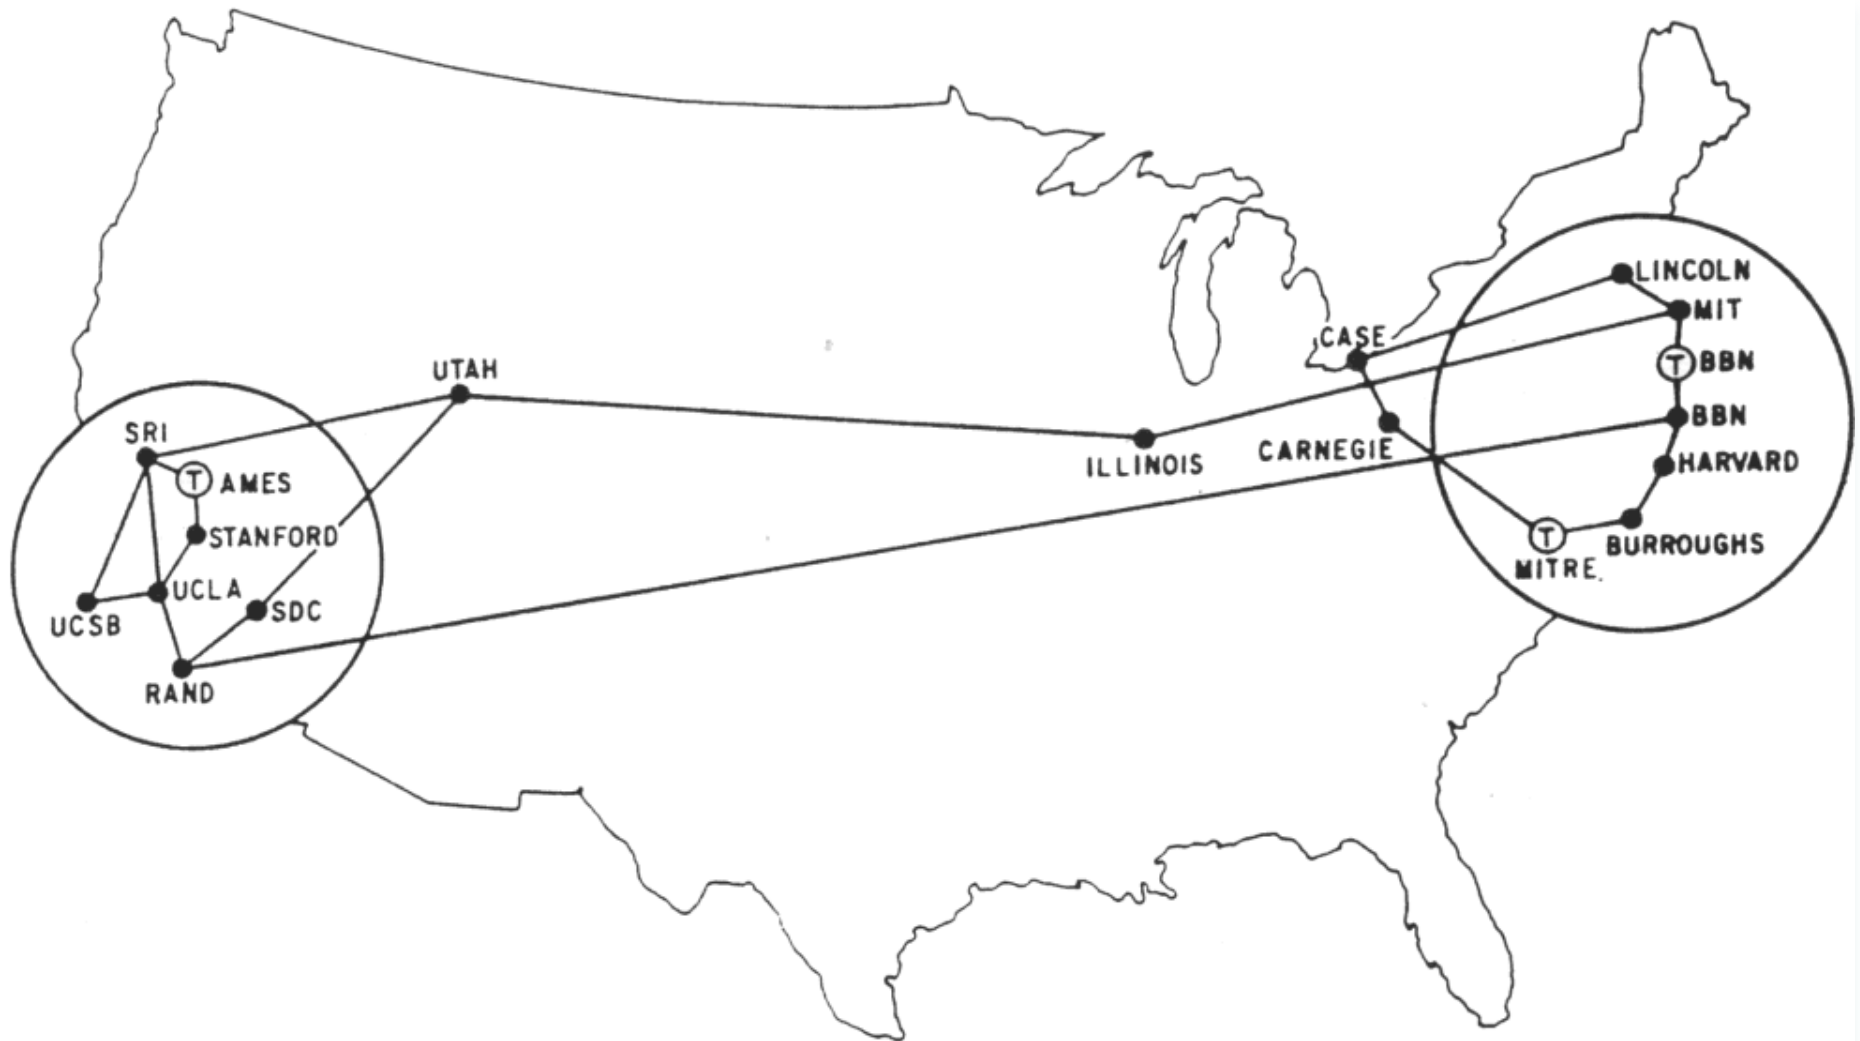 LINCOLN
MIT
CASE
T BBN
UTAH
BBN
SRI
ILLINOIS
CARNEGIE
HARVARD
T AMES
STANFORD
T
BURROUGHS
MITRE.
UCLA
SDC
UCSB
RAND